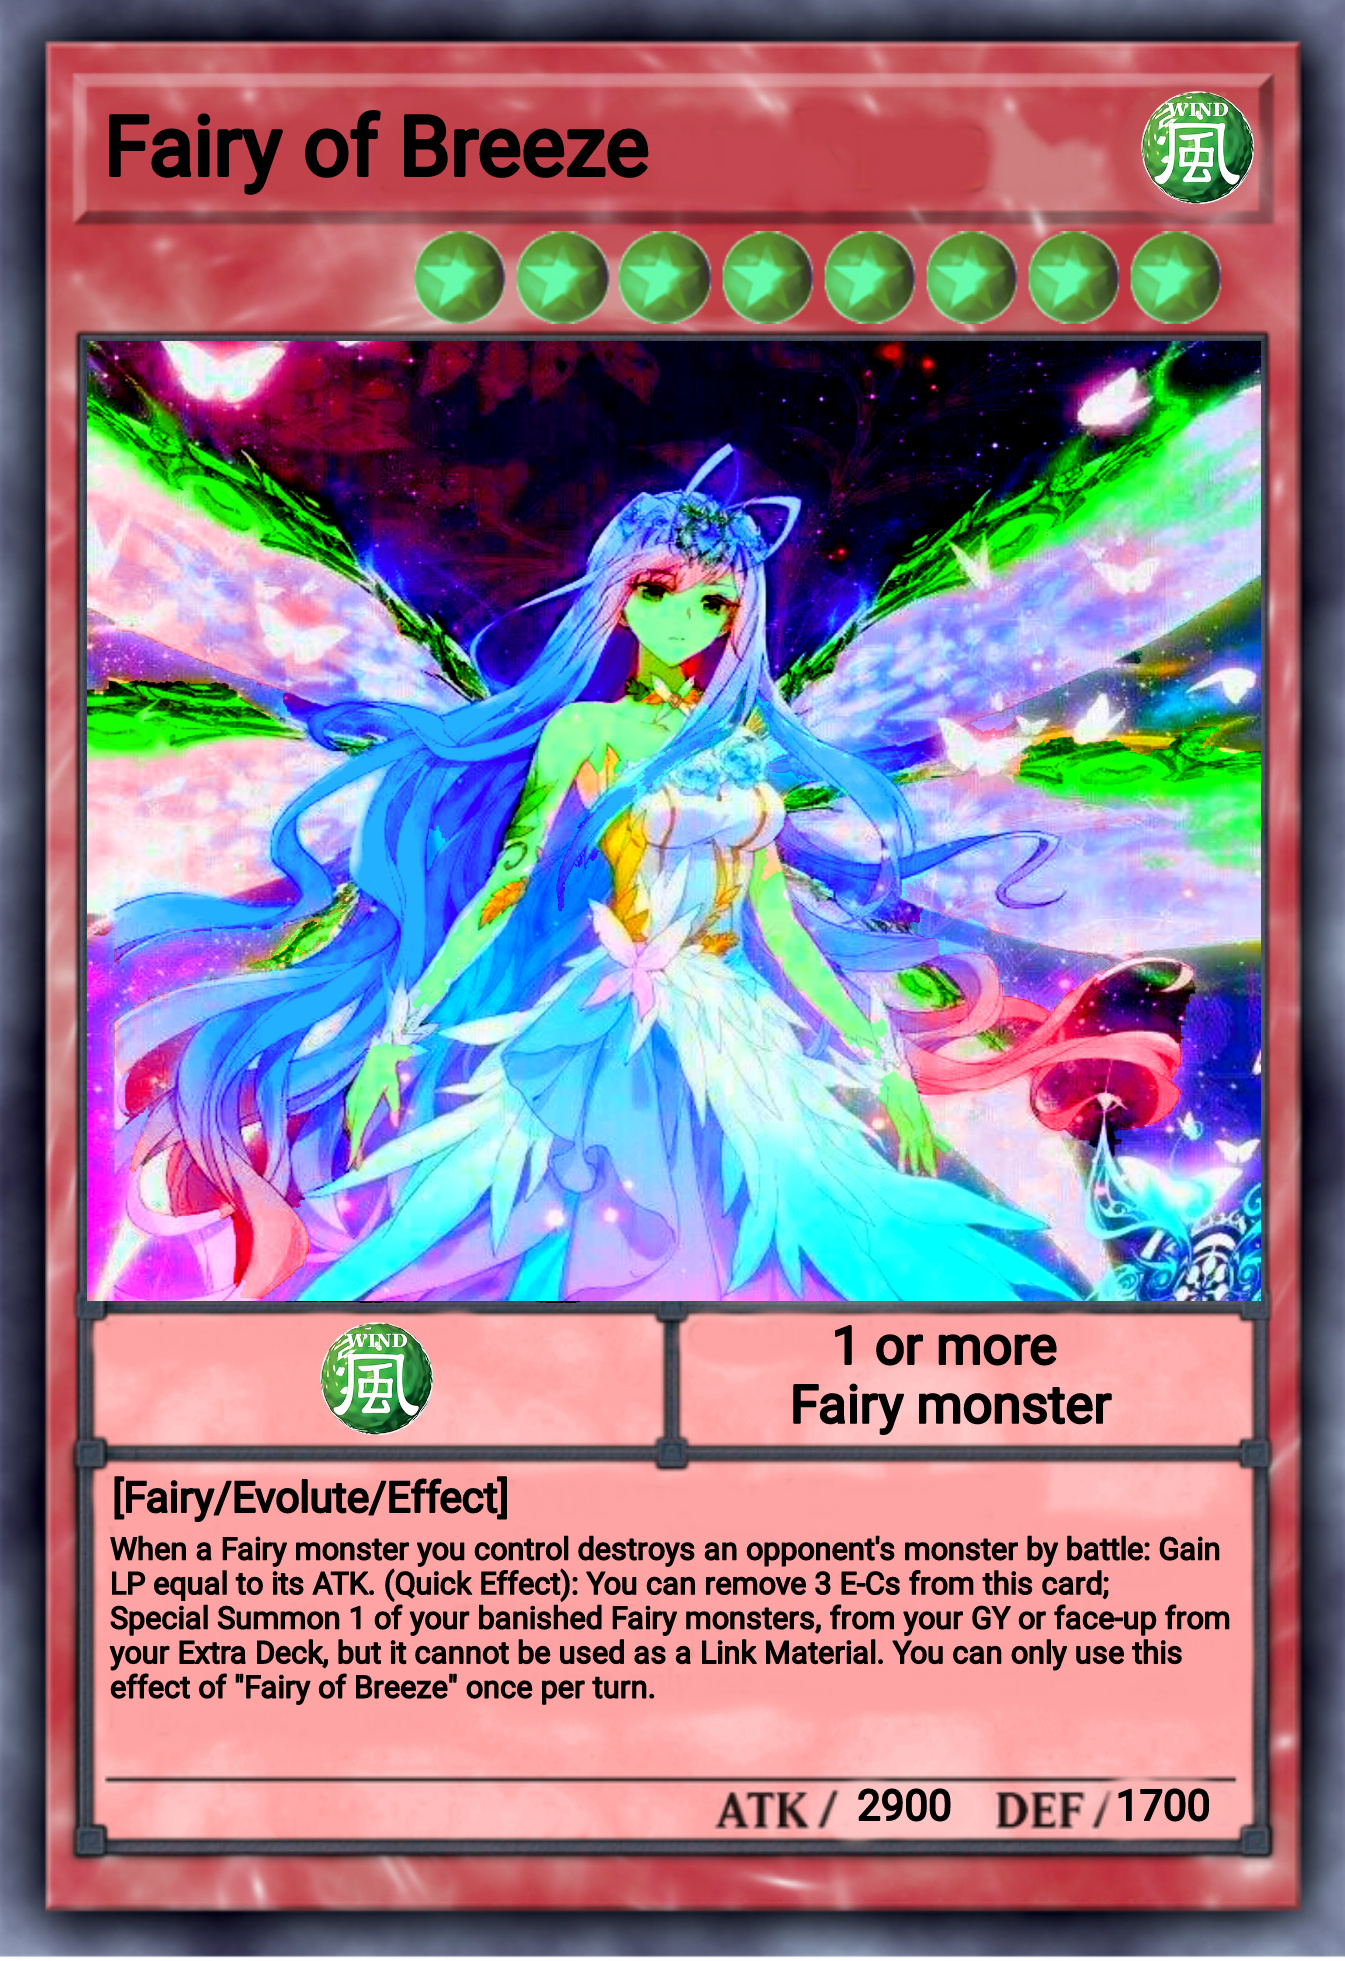 Fairy of Breeze
WIND
風
WIND
風
1 or more
Fairy monster
[Fairy/Evolute/Effect]
When a Fairy monster you control destroys an opponent's monster by battle: Gain
LP equal to its ATK. (Quick Effect): You can remove 3 E-Cs from this card;
Special Summon 1 of your banished Fairy monsters, from your GY or face-up from
your Extra Deck, but it cannot be used as a Link Material. You can only use this
effect of "Fairy of Breeze" once per turn.
ATK / 2900 DEF / 1700